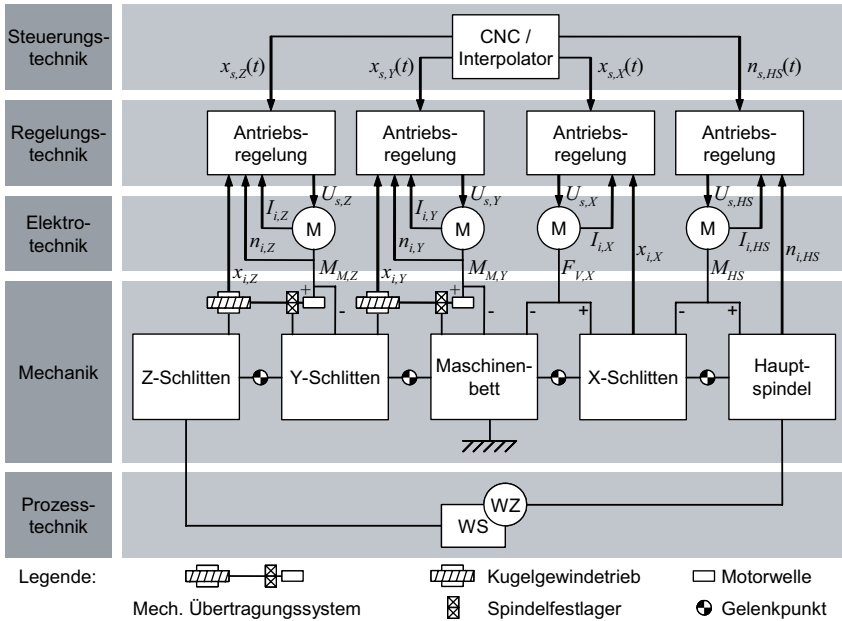 Steuerungs-
technik
CNC /
Interpolator
x_{s,Z}(t)
x_{s,Y}(t)
x_{s,X}(t)
n_{s,HS}(t)
Regelungs-
technik
Antriebs-
regelung
Antriebs-
regelung
Antriebs-
regelung
Antriebs-
regelung
Elektro-
technik
I_{i,Z}
U_{s,Z}
I_{i,Y}
U_{s,Y}
U_{s,X}
U_{s,HS}
M
M
M
M
n_{i,Z}
n_{i,Y}
I_{i,X}
x_{i,X}
I_{i,HS}
n_{i,HS}
x_{i,Z}
M_{M,Z}
x_{i,Y}
M_{M,Y}
F_{V,X}
M_{HS}
+ - + - - + - +
Mechanik
Z-Schlitten
Y-Schlitten
Maschinen-
bett
X-Schlitten
Haupt-
spindel
Prozess-
technik
WS
WZ
Legende:
Mech. Übertragungssystem
Kugelgewindetrieb
Spindelfestlager
Motorwelle
Gelenkpunkt